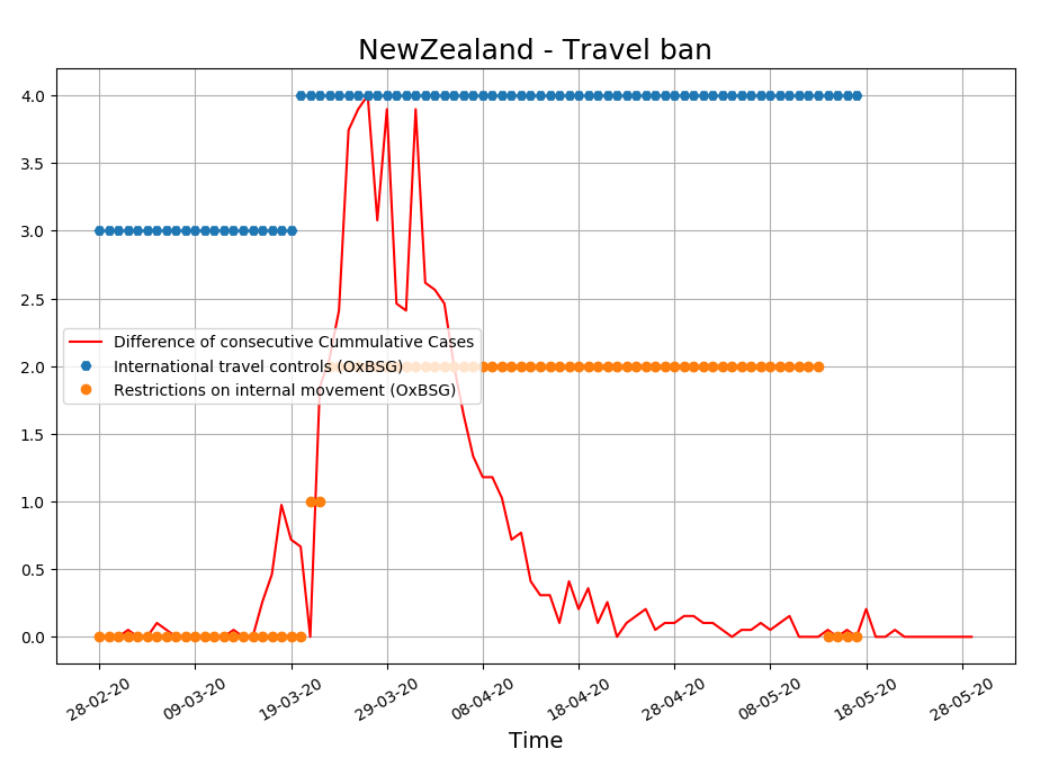 NewZealand - Travel ban
4.0
3.5
3.0
2.5
Difference of consecutive Cummulative Cases
International travel controls (OxBSG)
2.0
Restrictions on internal movement (OxBSG)
1.5
1.0
0.5
0.0
28-02-20 09-03-20 19-03-20 29-03-20 08-04-20 18-04-20 28-04-20 08-05-20 18-05-20 28-05-20
Time